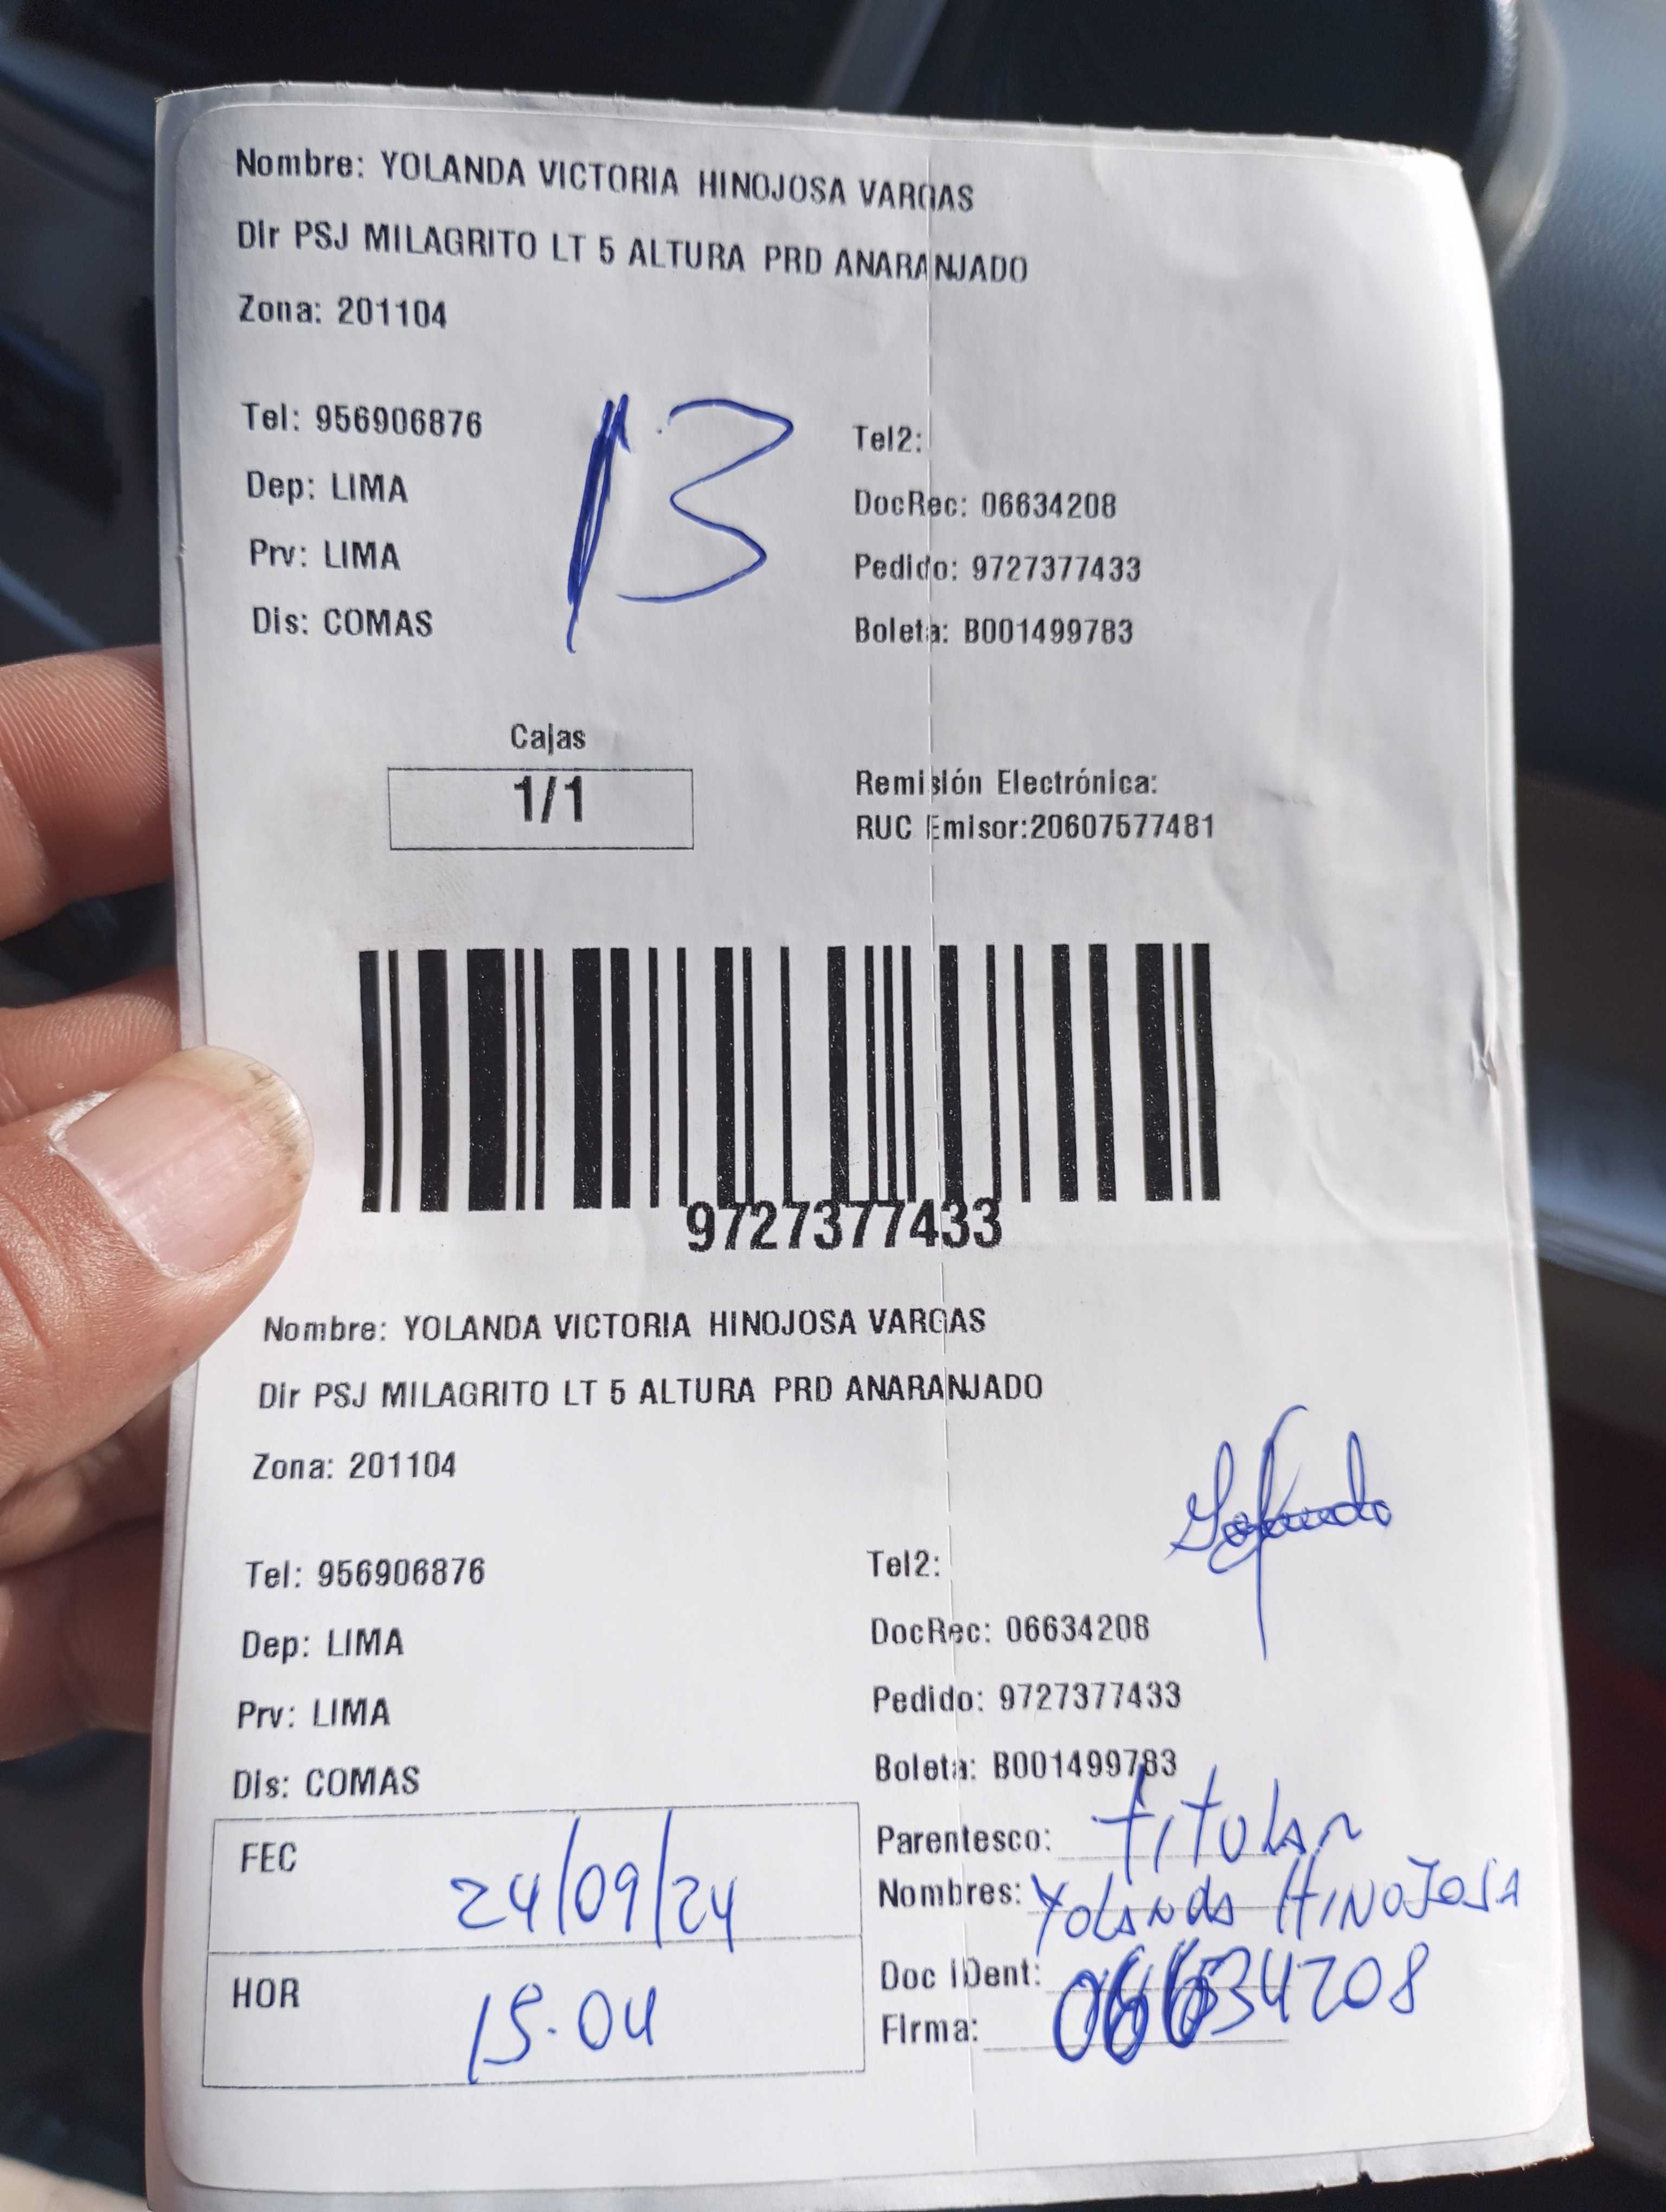 Nombre: YOLANDA VICTORIA HINOJOSA VARGAS
Dir PSJ MILAGRITO LT 5 ALTURA PRD ANARANJADO
Zona: 201104
Tel: 956906876
Tel2:
Dep: LIMA
DocRec: 06634208
Prv: LIMA
Pedido: 9727377433
Dis: COMAS
Boleta: B001499783
13
Cajas
1/1
Remisión Electrónica:
RUC Emisor:20607577481
9727377433
Nombre: YOLANDA VICTORIA HINOJOSA VARGAS
Dir PSJ MILAGRITO LT 5 ALTURA PRD ANARANJADO
Zona: 201104
Tel: 956906876
Tel2:
Dep: LIMA
DocRec: 06634208
Prv: LIMA
Pedido: 9727377433
Dis: COMAS
Boleta: B001499783
FEC 24/09/24
HOR 15.04
Parentesco: titular
Nombres: Yolanda HINOJOSA
Doc IDent: 06634208
Firma: